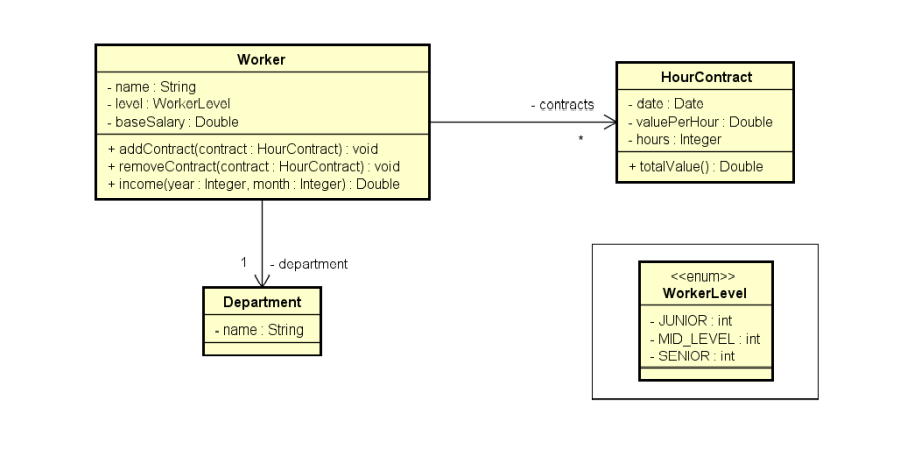 Worker
- name : String
- level : WorkerLevel
- baseSalary : Double
+ addContract(contract : HourContract) : void
+ removeContract(contract : HourContract) : void
+ income(year : Integer, month : Integer) : Double
- contracts
*
HourContract
- date : Date
- valuePerHour : Double
- hours : Integer
+ totalValue() : Double
1
- department
Department
- name : String
<<enum>>
WorkerLevel
- JUNIOR : int
- MID_LEVEL : int
- SENIOR : int